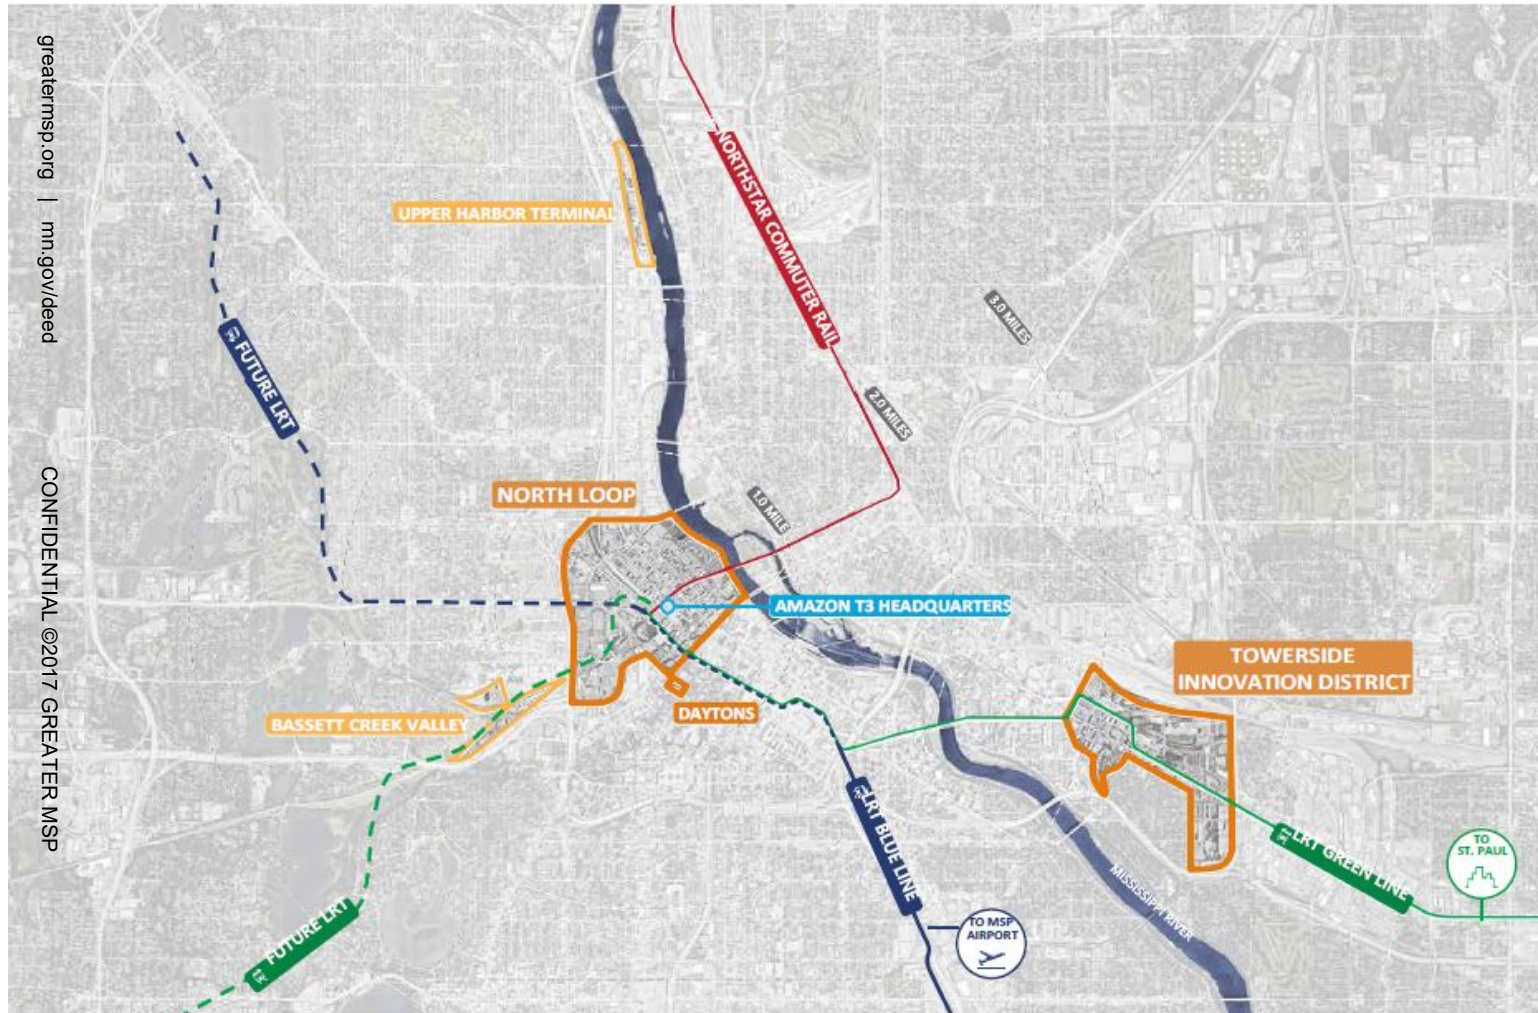 greatermsp.org | mn.gov/deed
CONFIDENTIAL ©2017 GREATER MSP
UPPER HARBOR TERMINAL
NORTHSTAR COMMUTER RAIL
3.0 MILES
FUTURE LRT
2.0 MILES
NORTH LOOP
1.0 MILE
AMAZON T3 HEADQUARTERS
TOWERSIDE
INNOVATION DISTRICT
BASSETT CREEK VALLEY
DAYTONS
LRT BLUE LINE
LRT GREEN LINE
TO
ST. PAUL
MISSISSIPPI RIVER
FUTURE LRT
TO MSP
AIRPORT